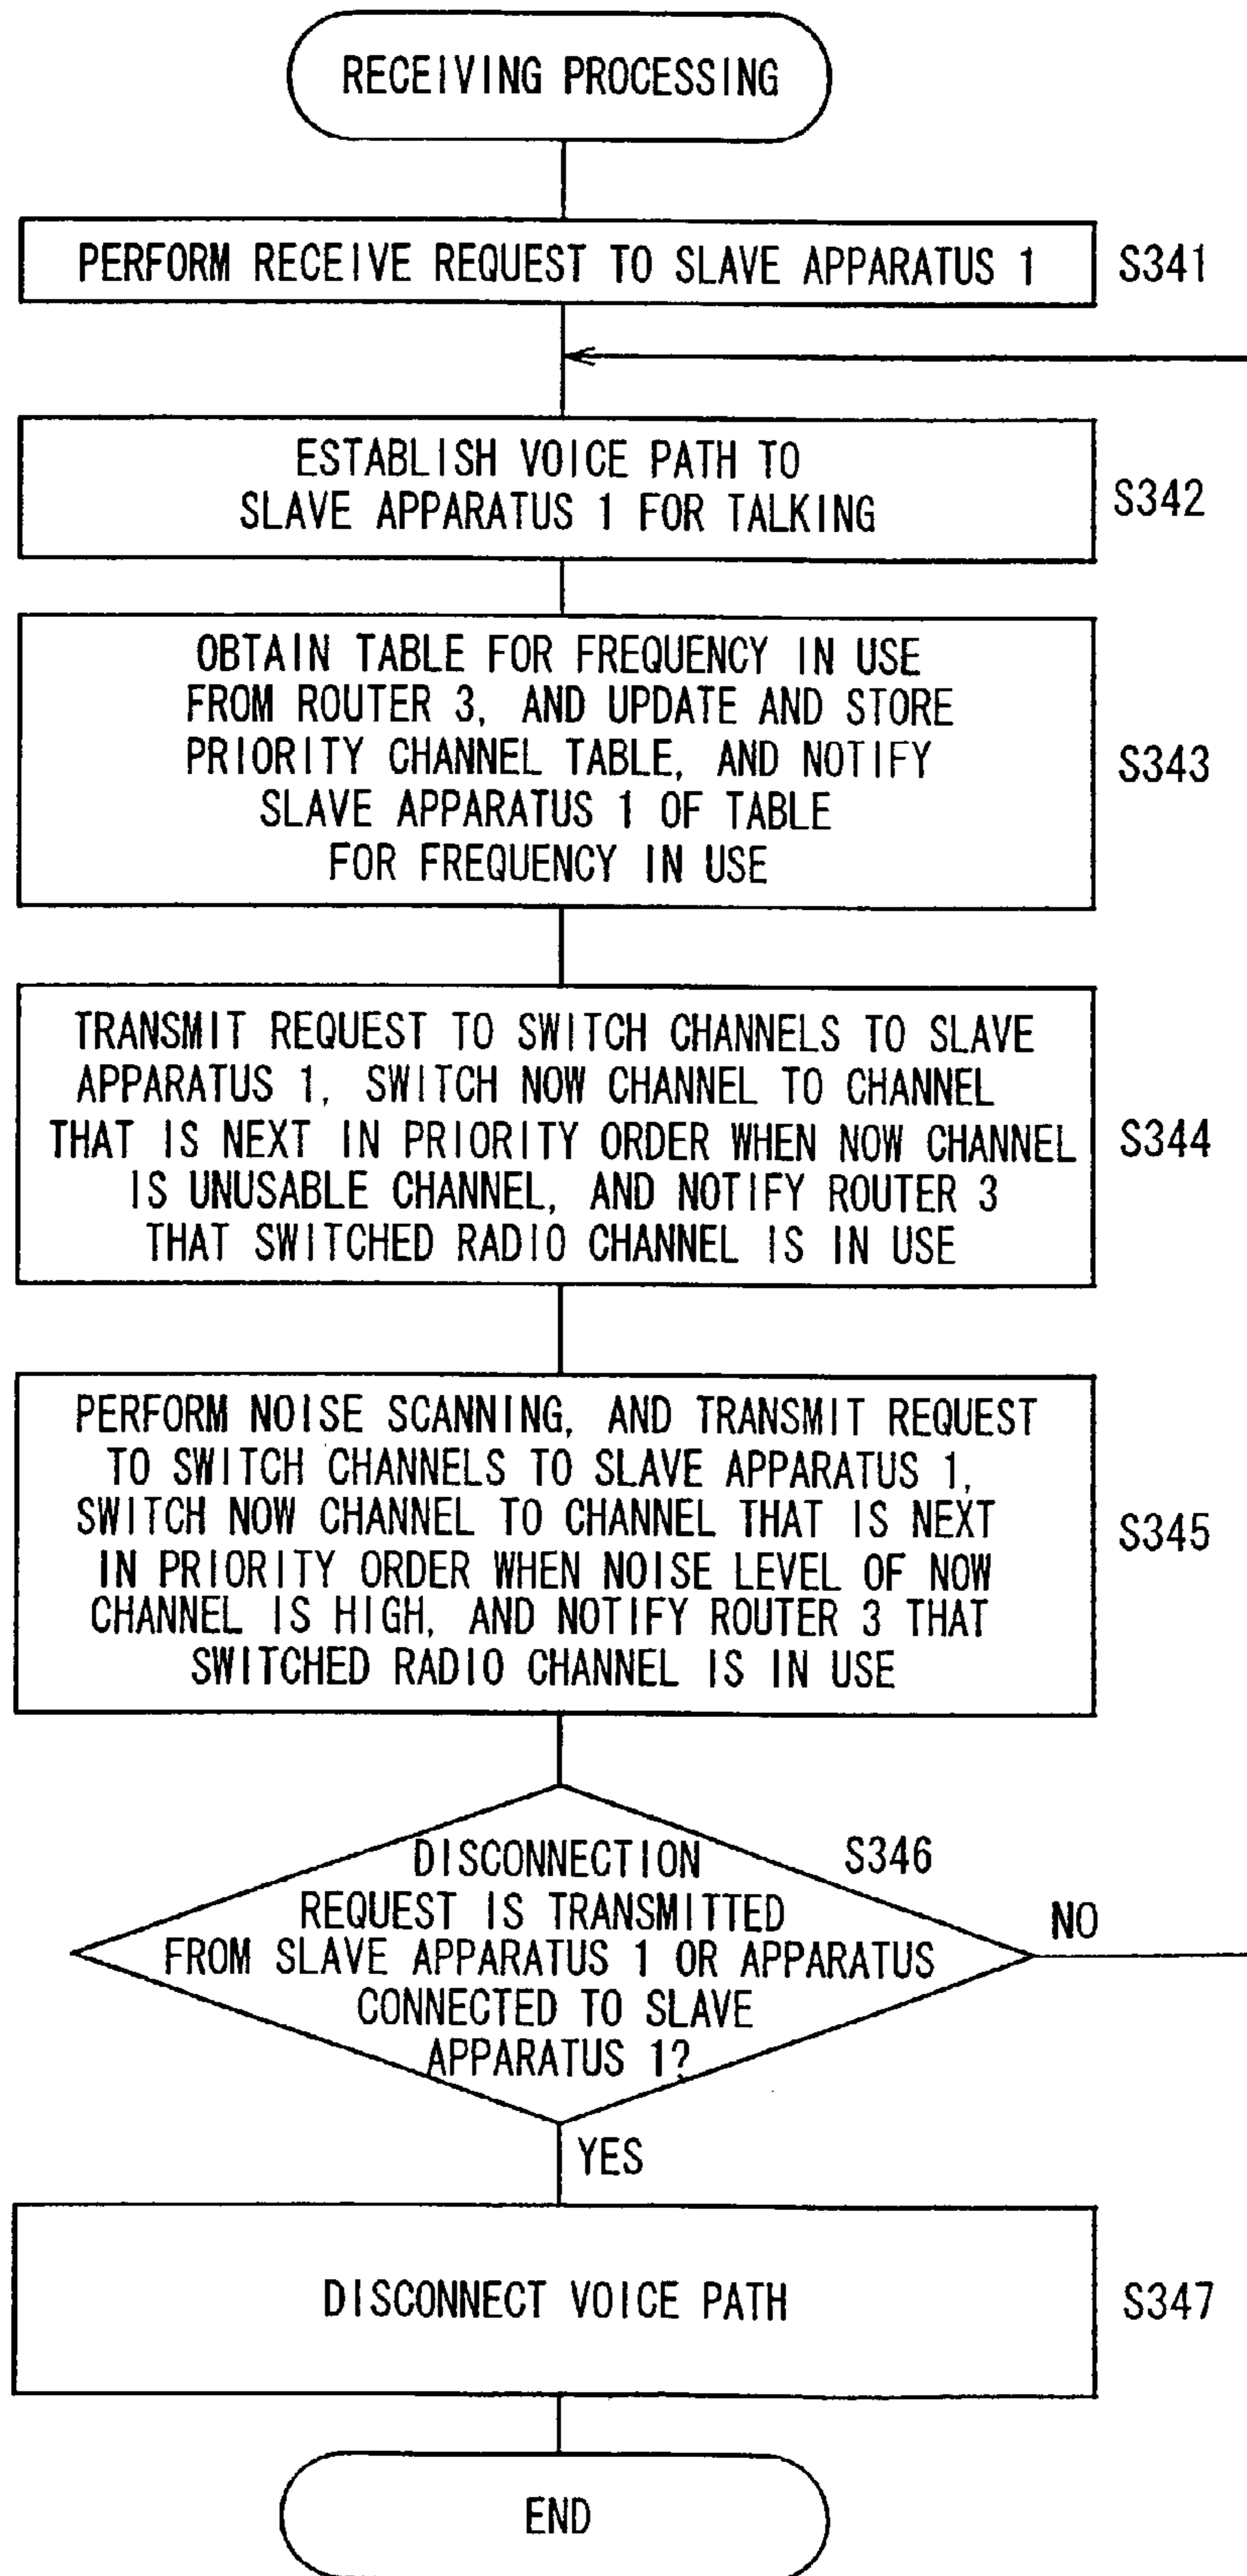 RECEIVING PROCESSING
PERFORM RECEIVE REQUEST TO SLAVE APPARATUS 1
S341
ESTABLISH VOICE PATH TO
SLAVE APPARATUS 1 FOR TALKING
S342
OBTAIN TABLE FOR FREQUENCY IN USE
FROM ROUTER 3, AND UPDATE AND STORE
PRIORITY CHANNEL TABLE, AND NOTIFY
SLAVE APPARATUS 1 OF TABLE
FOR FREQUENCY IN USE
S343
TRANSMIT REQUEST TO SWITCH CHANNELS TO SLAVE
APPARATUS 1, SWITCH NOW CHANNEL TO CHANNEL
THAT IS NEXT IN PRIORITY ORDER WHEN NOW CHANNEL
IS UNUSABLE CHANNEL, AND NOTIFY ROUTER 3
THAT SWITCHED RADIO CHANNEL IS IN USE
S344
PERFORM NOISE SCANNING, AND TRANSMIT REQUEST
TO SWITCH CHANNELS TO SLAVE APPARATUS 1,
SWITCH NOW CHANNEL TO CHANNEL THAT IS NEXT
IN PRIORITY ORDER WHEN NOISE LEVEL OF NOW
CHANNEL IS HIGH, AND NOTIFY ROUTER 3 THAT
SWITCHED RADIO CHANNEL IS IN USE
S345
DISCONNECTION
REQUEST IS TRANSMITTED
FROM SLAVE APPARATUS 1 OR APPARATUS
CONNECTED TO SLAVE
APPARATUS 1?
S346
NO
YES
DISCONNECT VOICE PATH
S347
END